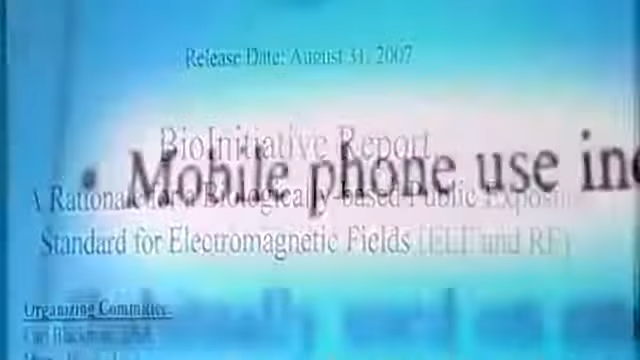 Release Date: August 31, 2007
BioInitiative Report
• Mobile phone use in
A Rationale for a Biologically-based Public
Standard for Electromagnetic Fields (ELF and RF)
Organizing Committee: